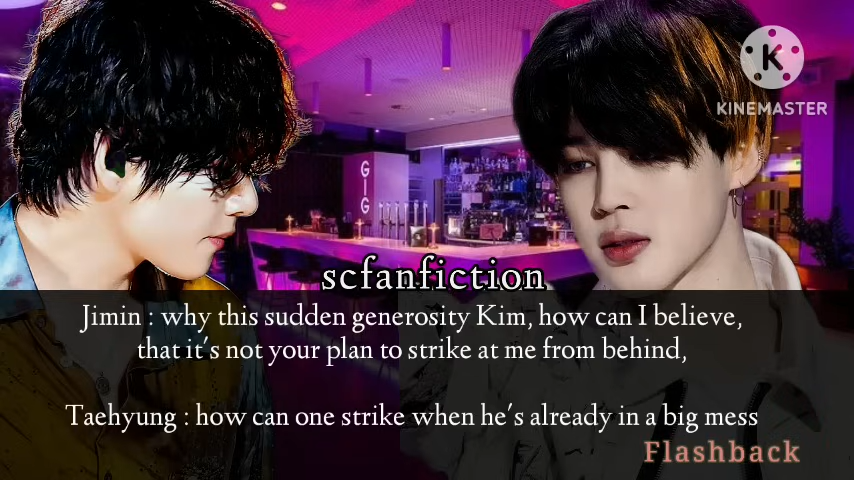 K
KINEMASTER
GIG
scfanfiction
Jimin : why this sudden generosity Kim, how can I believe,
that it's not your plan to strike at me from behind,
Taehyung : how can one strike when he's already in a big mess
Flashback